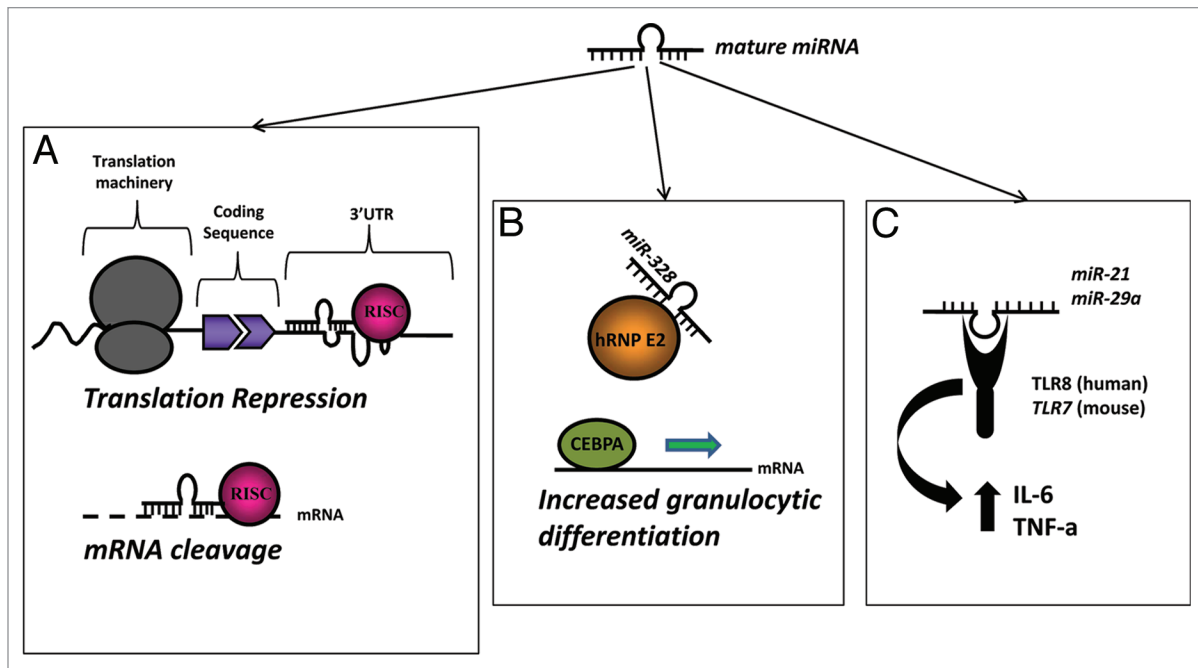 mature miRNA
A
Translation
machinery
Coding
Sequence
3'UTR
RISC
Translation Repression
RISC
mRNA
mRNA cleavage
B
miR-328
hRNP E2
CEBPA
mRNA
Increased granulocytic
differentiation
C
miR-21
miR-29a
TLR8 (human)
TLR7 (mouse)
IL-6
TNF-a